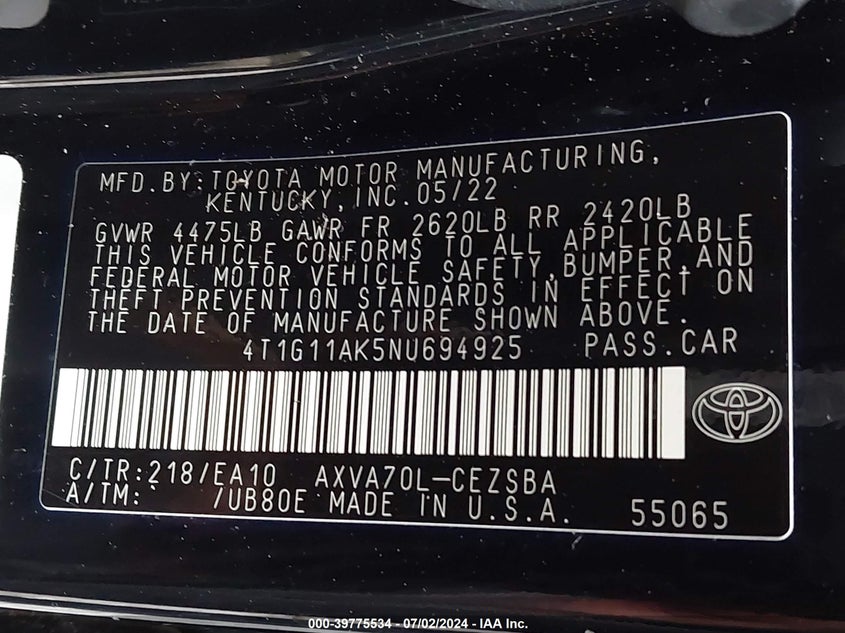 MFD.BY:TOYOTA MOTOR MANUFACTURING,
KENTUCKY,INC.05/22
GVWR 4475LB GAWR FR 2620LB RR 2420LB
THIS VEHICLE CONFORMS TO ALL APPLICABLE
FEDERAL MOTOR VEHICLE SAFETY,BUMPER,AND
THEFT PREVENTION STANDARDS IN EFFECT ON
THE DATE OF MANUFACTURE SHOWN ABOVE.
4T1G11AK5NU694925 PASS.CAR
C/TR:218/EA10 AXVA70L-CEZSBA
A/TM: /UB80E MADE IN U.S.A. 55065
000-39775534 - 07/02/2024 - IAA Inc.